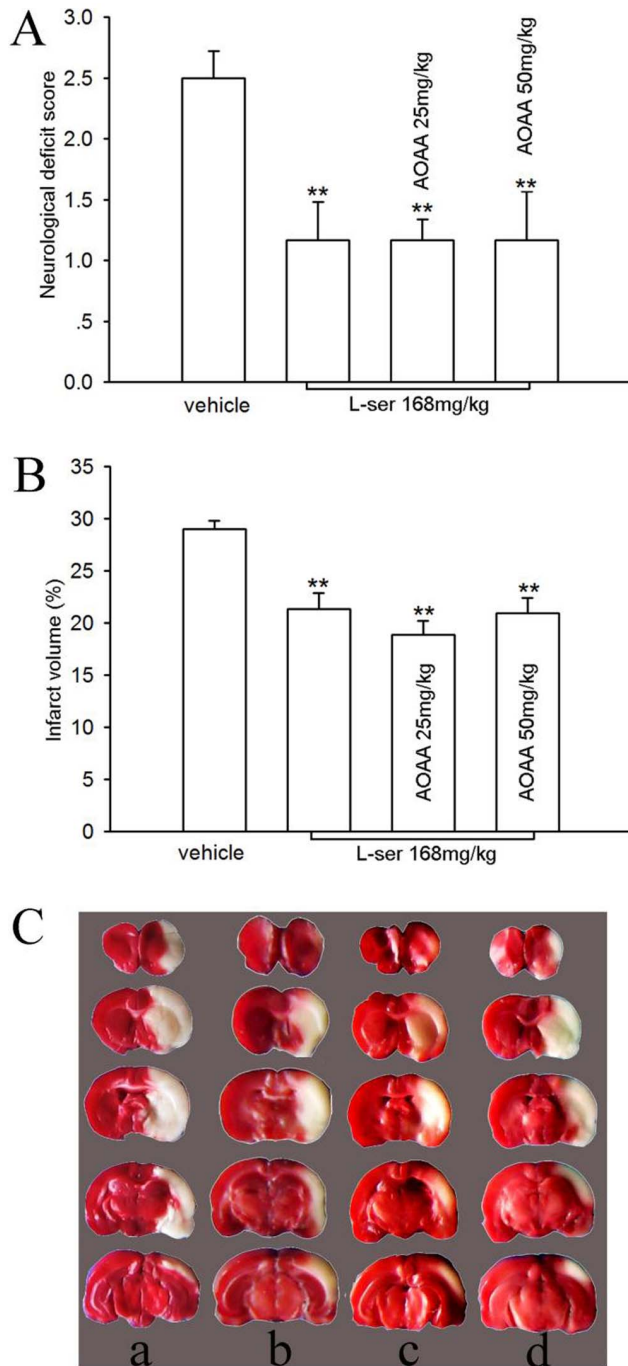 A
Neurological deficit score
3.0
2.5
2.0
1.5
1.0
.5
0.0
**
**
**
AOAA 25mg/kg
AOAA 50mg/kg
vehicle
L-ser 168mg/kg
B
Infarct volume (%)
35
30
25
20
15
10
5
0
**
**
**
AOAA 25mg/kg
AOAA 50mg/kg
vehicle
L-ser 168mg/kg
C
a b c d